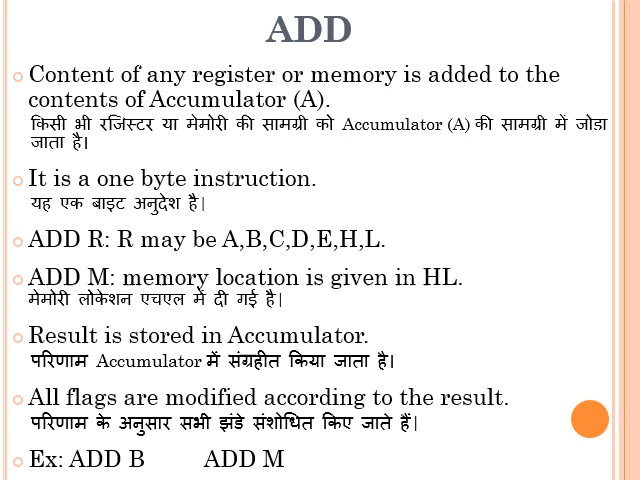 ADD
Content of any register or memory is added to the
contents of Accumulator (A).
किसी भी रजिस्टर या मेमोरी की सामग्री को Accumulator (A) की सामग्री में जोडा
जाता है।
It is a one byte instruction.
यह एक बाइट अनुदेश है|
ADD R: R may be A,B,C,D,E,H,L.
ADD M: memory location is given in HL.
मेमोरी लोकेशन एचएल में दी गई है|
Result is stored in Accumulator.
परिणाम Accumulator में संग्रहीत किया जाता है।
All flags are modified according to the result.
परिणाम के अनुसार सभी झंडे संशोधित किए जाते हैं|
Ex: ADD B ADD M